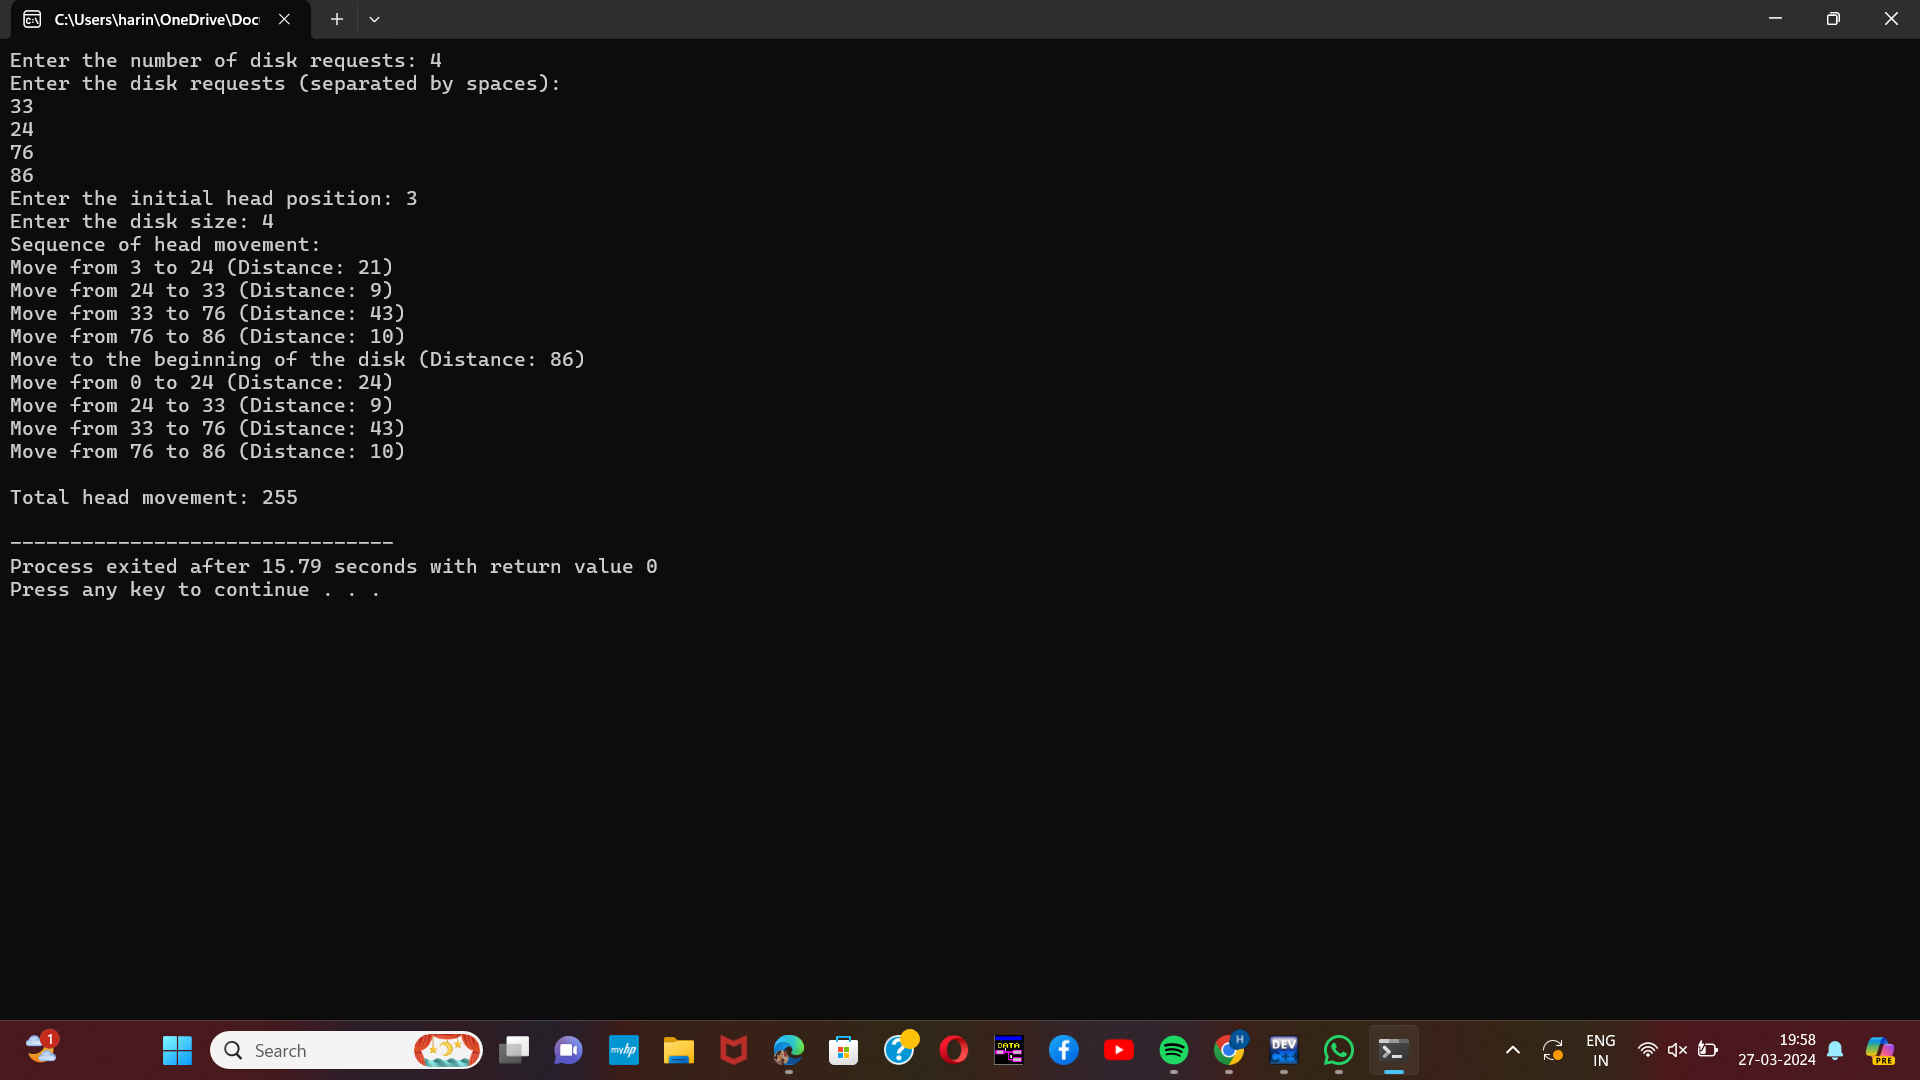 C:\Users\harin\OneDrive\Doc
Enter the number of disk requests: 4
Enter the disk requests (separated by spaces):
33
24
76
86
Enter the initial head position: 3
Enter the disk size: 4
Sequence of head movement:
Move from 3 to 24 (Distance: 21)
Move from 24 to 33 (Distance: 9)
Move from 33 to 76 (Distance: 43)
Move from 76 to 86 (Distance: 10)
Move to the beginning of the disk (Distance: 86)
Move from 0 to 24 (Distance: 24)
Move from 24 to 33 (Distance: 9)
Move from 33 to 76 (Distance: 43)
Move from 76 to 86 (Distance: 10)
Total head movement: 255
--------------------------------
Process exited after 15.79 seconds with return value 0
Press any key to continue . . .
1
Search
myhp
DATA
H
DEV
C++
ENG
IN
19:58
27-03-2024
PRE